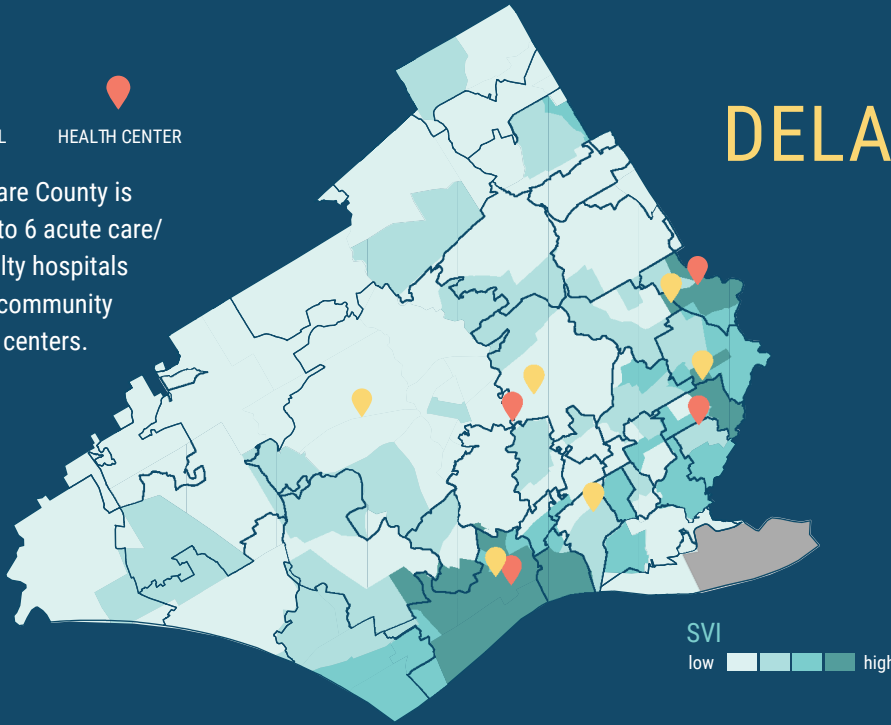 DELA
L
HEALTH CENTER
are County is
to 6 acute care/
lty hospitals
community
centers.
SVI
low
high